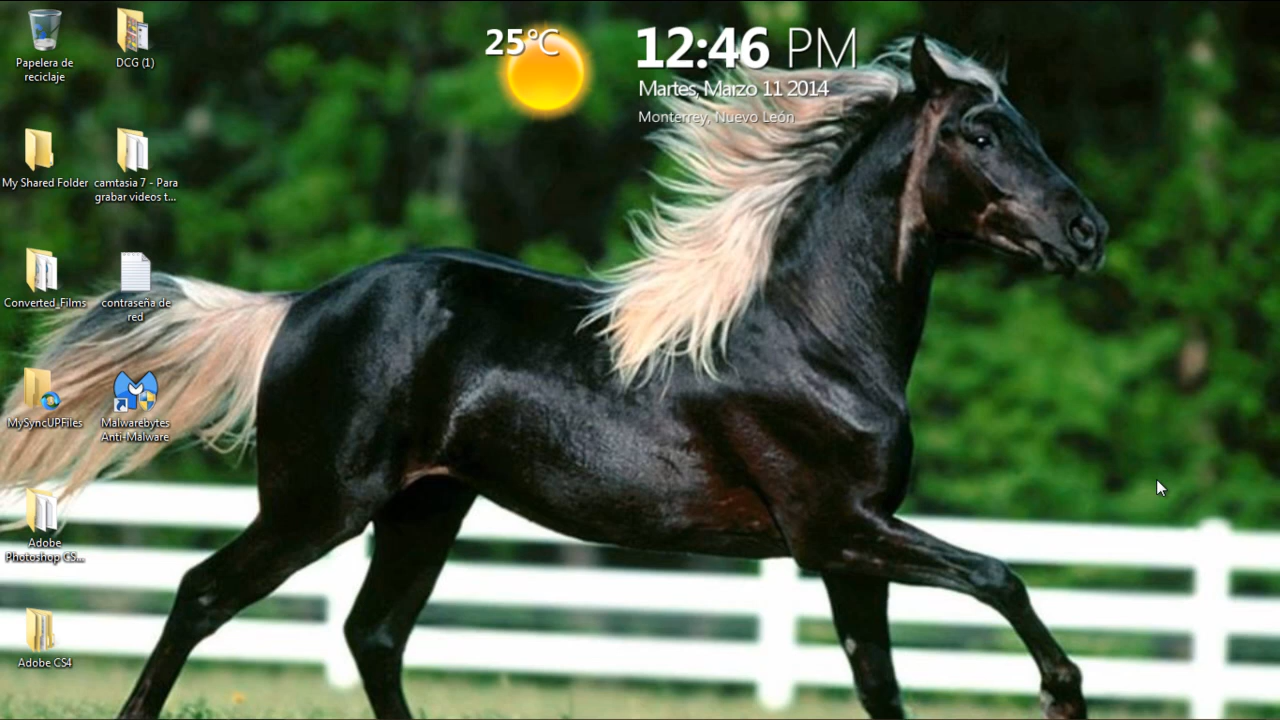 25°C
12:46 PM
Martes, Marzo 11 2014
Monterrey, Nuevo León
Papelera de
reciclaje
DCG (1)
My Shared Folder
camtasia 7 - Para
grabar videos t...
Converted_Films
contraseña de
red
MySyncUPFiles
Malwarebytes
Anti-Malware
Adobe
Photoshop CS...
Adobe CS4